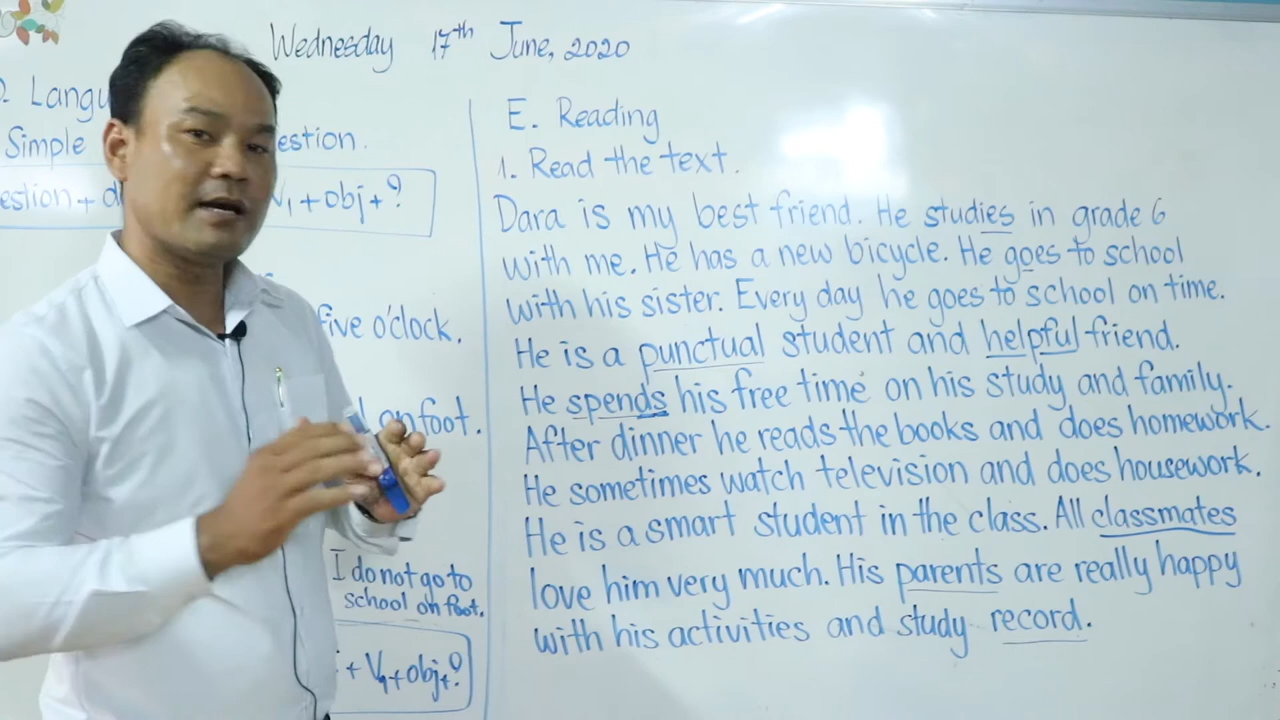 Wednesday 17th June, 2020
D. Langu
Simple estion.
estion + d V1 + obj + ?
five o'clock.
on foot.
I do not go to
school on foot.
+ V1 + obj + ?
E. Reading
1. Read the text.
Dara is my best friend. He studies in grade 6
with me. He has a new bicycle. He goes to school
with his sister. Every day he goes to school on time.
He is a punctual student and helpful friend.
He spends his free time on his study and family.
After dinner he reads the books and does homework.
He sometimes watch television and does housework.
He is a smart student in the class. All classmates
love him very much. His parents are really happy
with his activities and study record.